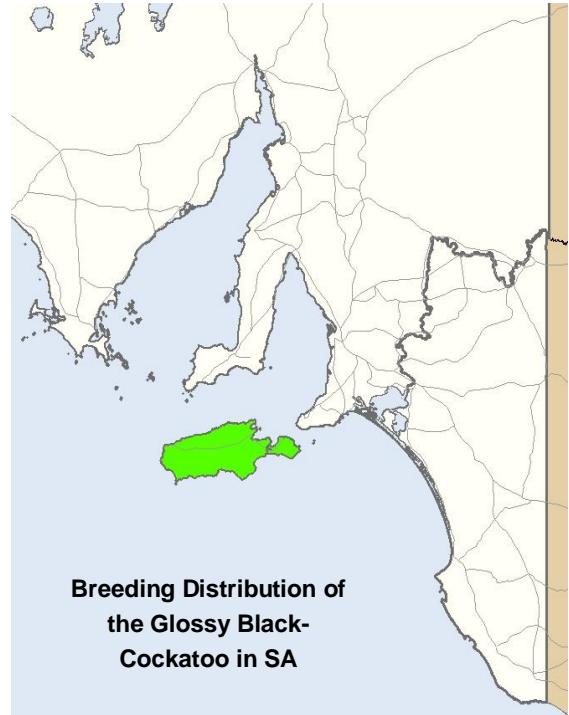 Breeding Distribution of
the Glossy Black-
Cockatoo in SA